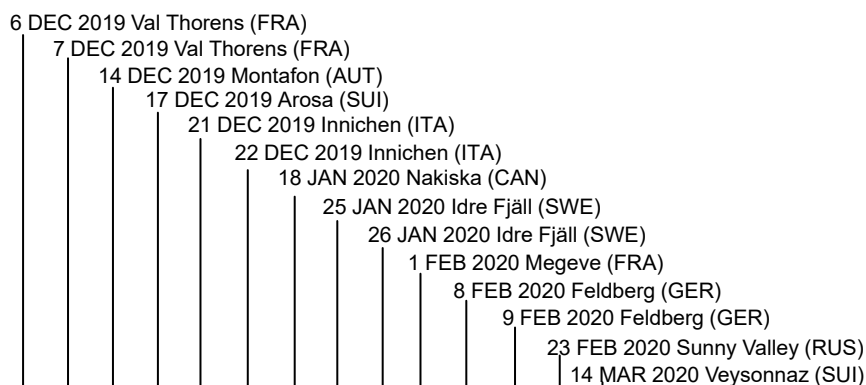 6 DEC 2019 Val Thorens (FRA)
7 DEC 2019 Val Thorens (FRA)
14 DEC 2019 Montafon (AUT)
17 DEC 2019 Arosa (SUI)
21 DEC 2019 Innichen (ITA)
22 DEC 2019 Innichen (ITA)
18 JAN 2020 Nakiska (CAN)
25 JAN 2020 Idre Fjäll (SWE)
26 JAN 2020 Idre Fjäll (SWE)
1 FEB 2020 Megeve (FRA)
8 FEB 2020 Feldberg (GER)
9 FEB 2020 Feldberg (GER)
23 FEB 2020 Sunny Valley (RUS)
14 MAR 2020 Veysonnaz (SUI)